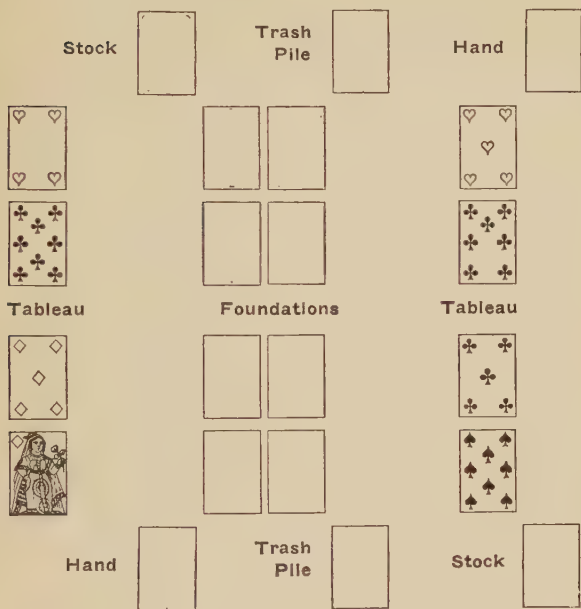 Stock
Trash
Pile
Hand
Tableau
Foundations
Tableau
Hand
Trash
Pile
Stock